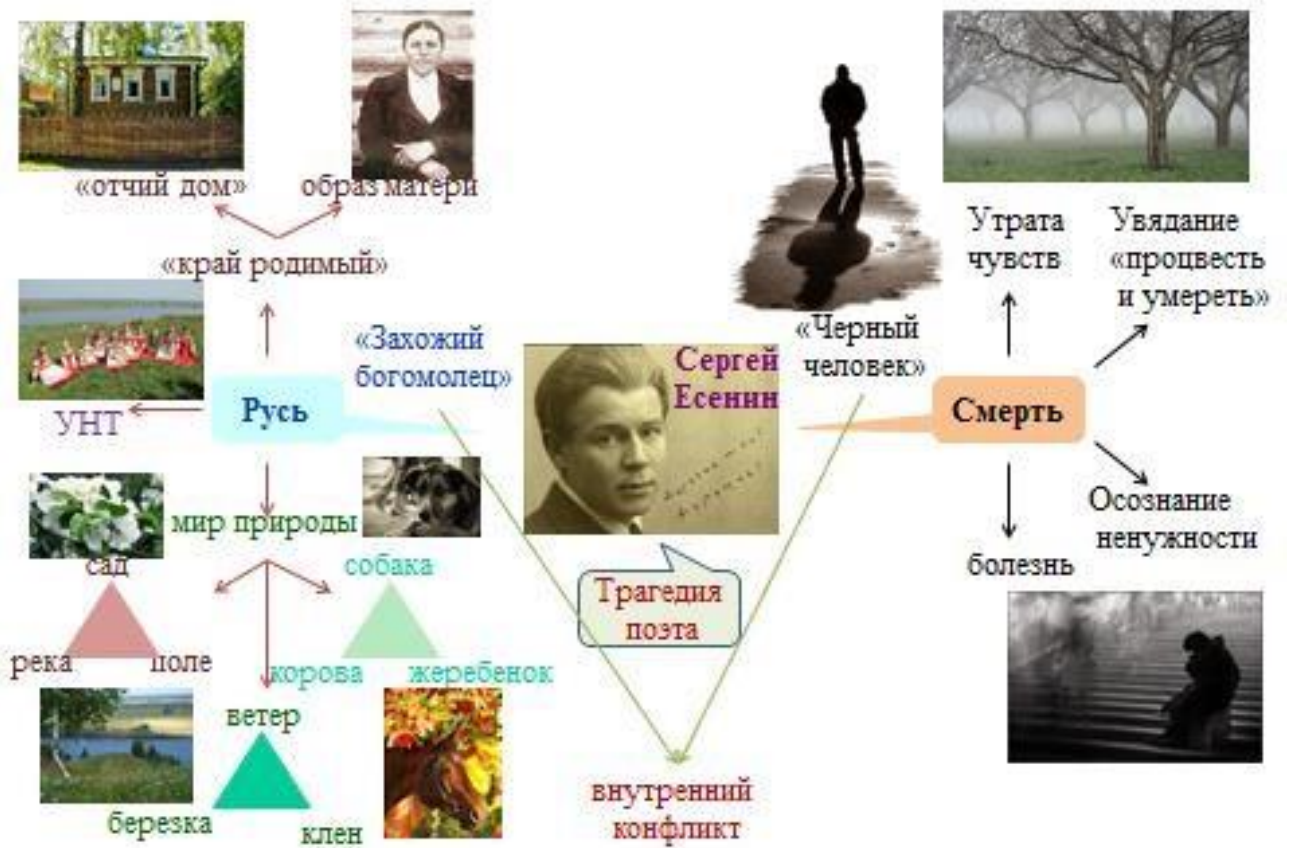 «отчий дом»
образ матери
«край родимый»
УНТ
Русь
«Захожий
богомолец»
мир природы
сад
река
поле
собака
корова
жеребенок
ветер
березка
клен
Сергей
Есенин
Трагедия
поэта
внутренний
конфликт
«Черный
человек»
Смерть
Утрата
чувств
Увядание
«процвесть
и умереть»
Осознание
ненужности
болезнь